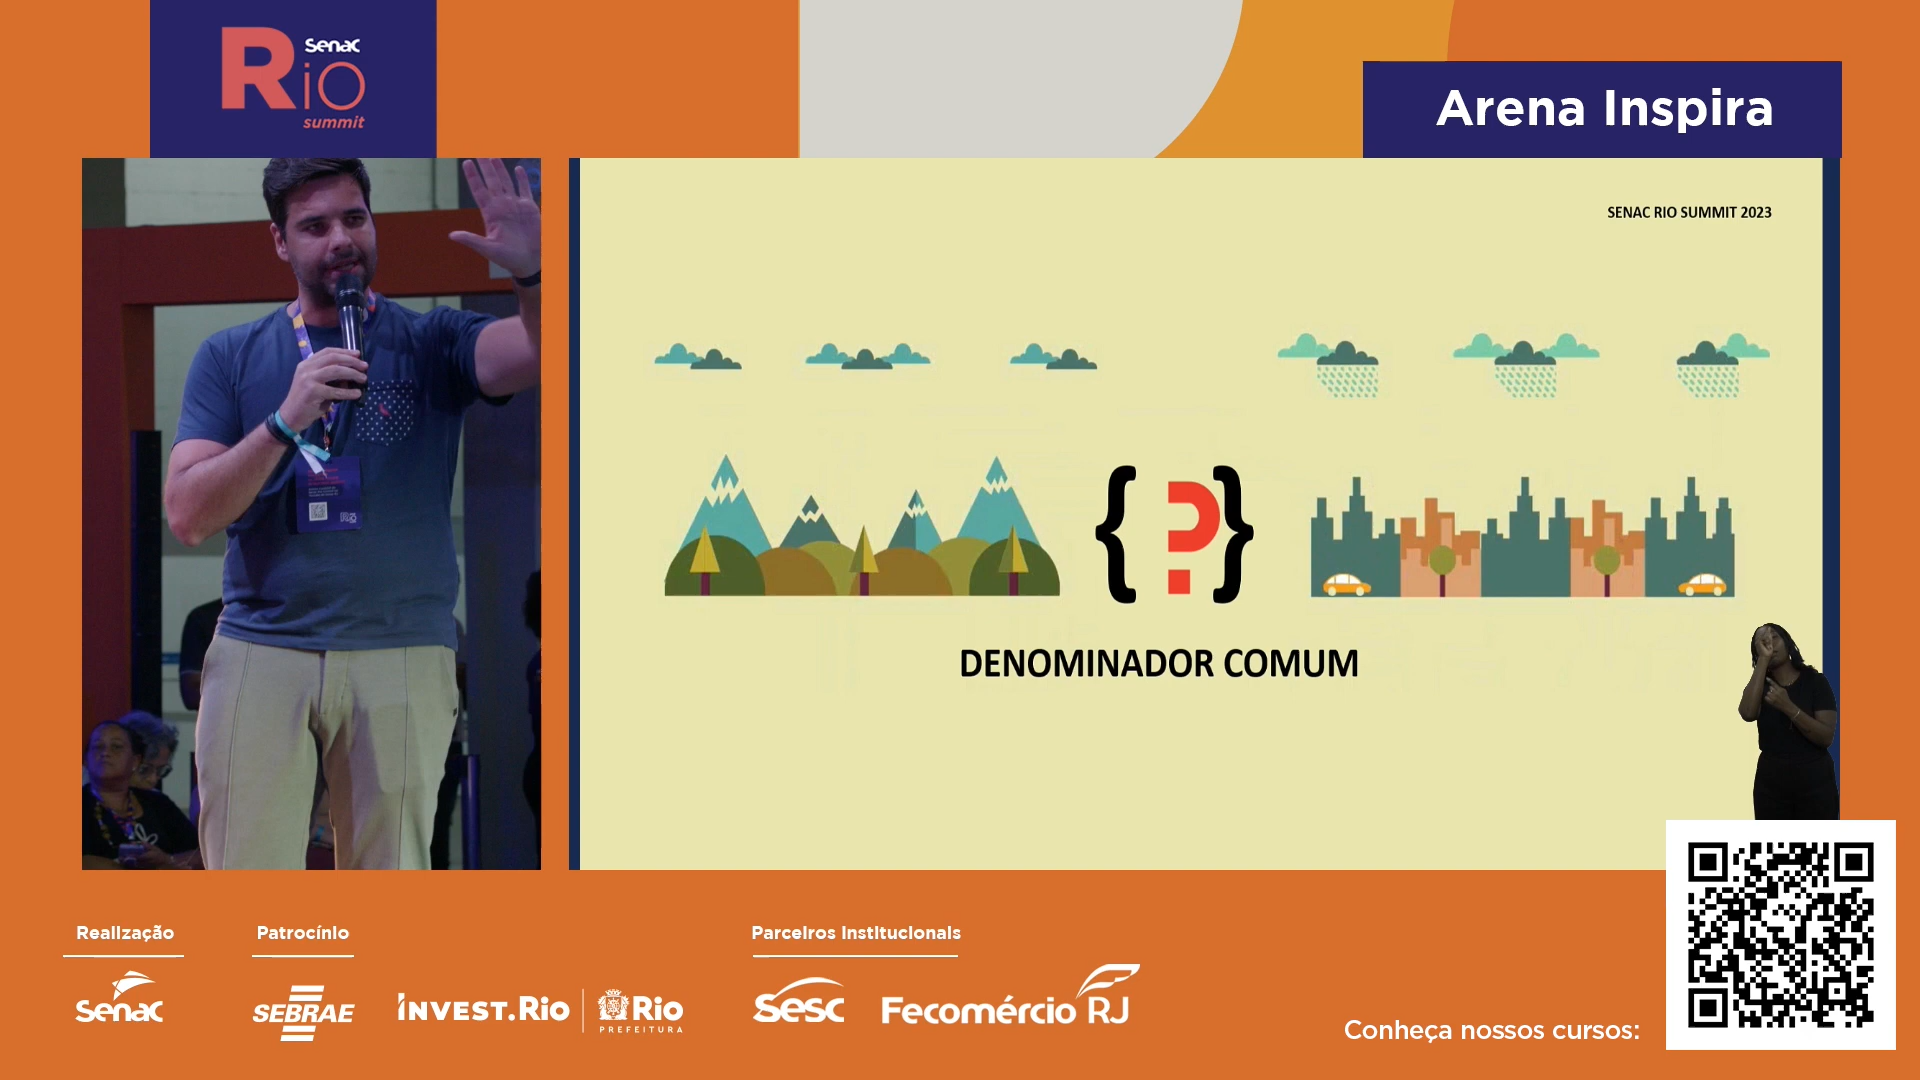 Senac
Rio
summit
Arena Inspira
SENAC RIO SUMMIT 2023
{?}
DENOMINADOR COMUM
Realização
Patrocínio
Parceiros Institucionais
Senac
SEBRAE
INVEST.Rio
Rio
PREFEITURA
Sesc
Fecomércio RJ
Conheça nossos cursos: